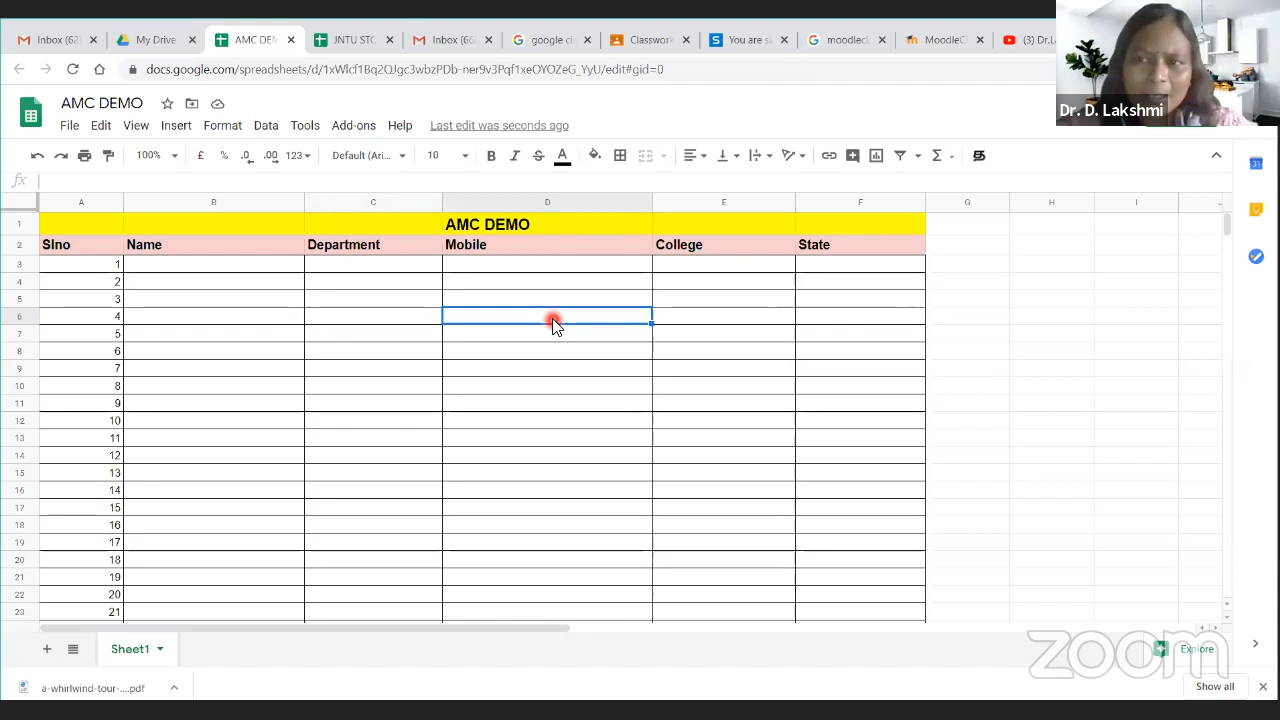 Inbox (62 My Drive AMC DEM JNTU STO Inbox (6 google cl Classwor You are si moodlecl MoodleC (3) Dr.L
docs.google.com/spreadsheets/d/
/edit#gid=0
Dr. D. Lakshmi
AMC DEMO
File Edit View Insert Format Data Tools Add-ons Help Last edit was seconds ago
100% £ % .0 .00 123 Default (Ari... 10 B I S A Σ
fx
A B C D E F G H I
1 AMC DEMO
2 Slno Name Department Mobile College State
3 1
4 2
5 3
6 4
7 5
8 6
9 7
10 8
11 9
12 10
13 11
14 12
15 13
16 14
17 15
18 16
19 17
20 18
21 19
22 20
23 21
Sheet1 Explore
zoom
a-whirlwind-tour-....pdf Show all